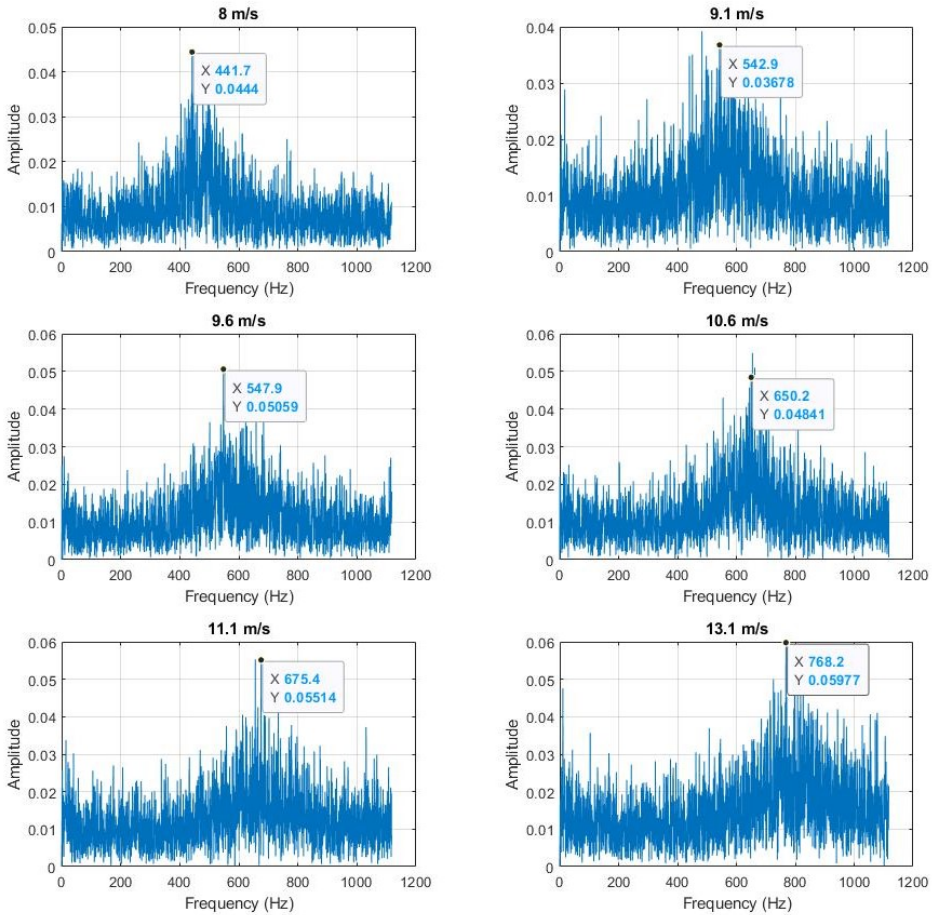 8 m/s
0.05
0.04
0.03
0.02
0.01
0
Amplitude
X 441.7
Y 0.0444
0 200 400 600 800 1000 1200
Frequency (Hz)
9.1 m/s
0.04
0.03
0.02
0.01
0
Amplitude
X 542.9
Y 0.03678
0 200 400 600 800 1000 1200
Frequency (Hz)
9.6 m/s
0.06
0.05
0.04
0.03
0.02
0.01
0
Amplitude
X 547.9
Y 0.05059
0 200 400 600 800 1000 1200
Frequency (Hz)
10.6 m/s
0.06
0.05
0.04
0.03
0.02
0.01
0
Amplitude
X 650.2
Y 0.04841
0 200 400 600 800 1000 1200
Frequency (Hz)
11.1 m/s
0.06
0.05
0.04
0.03
0.02
0.01
0
Amplitude
X 675.4
Y 0.05514
0 200 400 600 800 1000 1200
Frequency (Hz)
13.1 m/s
0.06
0.05
0.04
0.03
0.02
0.01
0
Amplitude
X 768.2
Y 0.05977
0 200 400 600 800 1000 1200
Frequency (Hz)